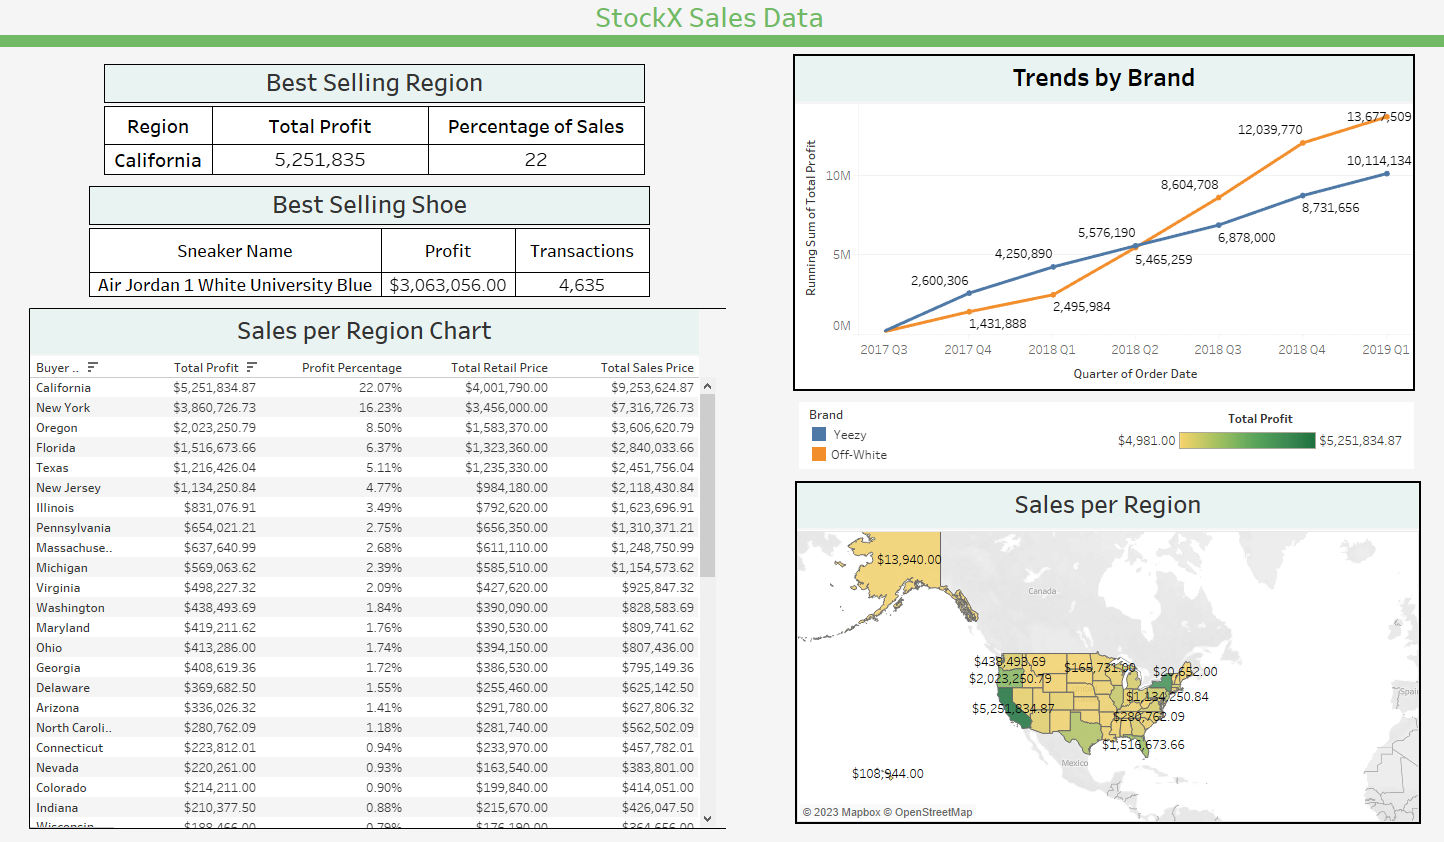 StockX Sales Data
Best Selling Region
Region Total Profit Percentage of Sales
California 5,251,835 22
Best Selling Shoe
Sneaker Name Profit Transactions
Air Jordan 1 White University Blue $3,063,056.00 4,635
Sales per Region Chart
Buyer .. Total Profit Profit Percentage Total Retail Price Total Sales Price
California $5,251,834.87 22.07% $4,001,790.00 $9,253,624.87
New York $3,860,726.73 16.23% $3,456,000.00 $7,316,726.73
Oregon $2,023,250.79 8.50% $1,583,370.00 $3,606,620.79
Florida $1,516,673.66 6.37% $1,323,360.00 $2,840,033.66
Texas $1,216,426.04 5.11% $1,235,330.00 $2,451,756.04
New Jersey $1,134,250.84 4.77% $984,180.00 $2,118,430.84
Illinois $831,076.91 3.49% $792,620.00 $1,623,696.91
Pennsylvania $654,021.21 2.75% $656,350.00 $1,310,371.21
Massachuse.. $637,640.99 2.68% $611,110.00 $1,248,750.99
Michigan $569,063.62 2.39% $585,510.00 $1,154,573.62
Virginia $498,227.32 2.09% $427,620.00 $925,847.32
Washington $438,493.69 1.84% $390,090.00 $828,583.69
Maryland $419,211.62 1.76% $390,530.00 $809,741.62
Ohio $413,286.00 1.74% $394,150.00 $807,436.00
Georgia $408,619.36 1.72% $386,530.00 $795,149.36
Delaware $369,682.50 1.55% $255,460.00 $625,142.50
Arizona $336,026.32 1.41% $291,780.00 $627,806.32
North Caroli.. $280,762.09 1.18% $281,740.00 $562,502.09
Connecticut $223,812.01 0.94% $233,970.00 $457,782.01
Nevada $220,261.00 0.93% $163,540.00 $383,801.00
Colorado $214,211.00 0.90% $199,840.00 $414,051.00
Indiana $210,377.50 0.88% $215,670.00 $426,047.50
Wisconsin $188,466.00 0.79% $176,190.00 $364,656.00
Trends by Brand
Running Sum of Total Profit
10M
5M
0M
13,677,509
12,039,770
10,114,134
8,604,708
8,731,656
5,576,190
6,878,000
4,250,890
5,465,259
2,600,306
2,495,984
1,431,888
2017 Q3 2017 Q4 2018 Q1 2018 Q2 2018 Q3 2018 Q4 2019 Q1
Quarter of Order Date
Brand
Yeezy
Off-White
Total Profit
$4,981.00 $5,251,834.87
Sales per Region
$13,940.00
Canada
$438,493.69 $165,731.00 $20,652.00
$2,023,250.79
$1,134,250.84
Spain
$5,251,834.87
$280,762.09
$1,516,673.66
Mexico
$108,944.00
© 2023 Mapbox © OpenStreetMap